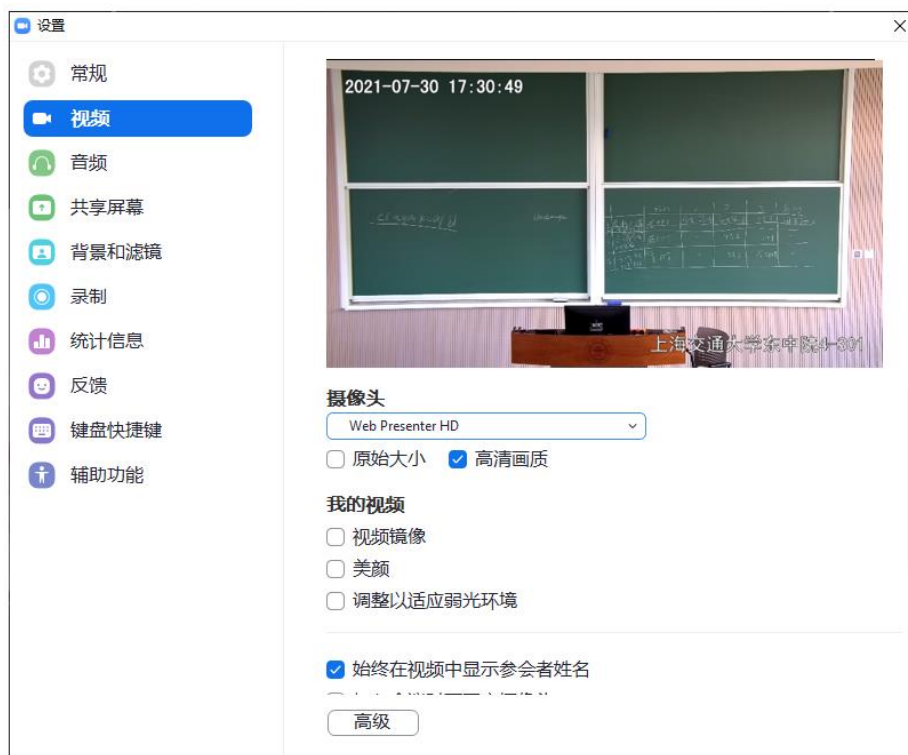 设置
常规
视频
音频
共享屏幕
背景和滤镜
录制
统计信息
反馈
键盘快捷键
辅助功能
2021-07-30 17:30:49
上海交通大学东中院4-301
摄像头
Web Presenter HD
原始大小 高清画质
我的视频
视频镜像
美颜
调整以适应弱光环境
始终在视频中显示参会者姓名
高级